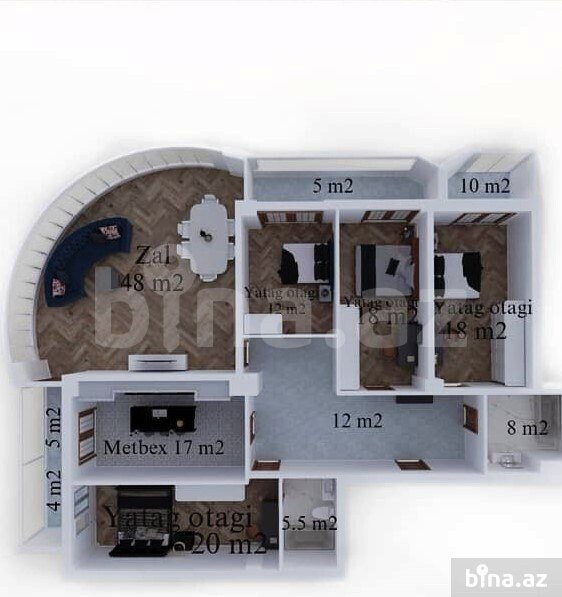 5 m2
10 m2
Zal
48 m2
Yatag otagi
12 m2
Yatag otagi
18 m2
Yatag otagi
18 m2
bina.az
12 m2
8 m2
5 m2
4 m2
Metbex 17 m2
Yatag otagi
20 m2
5.5 m2
bina.az